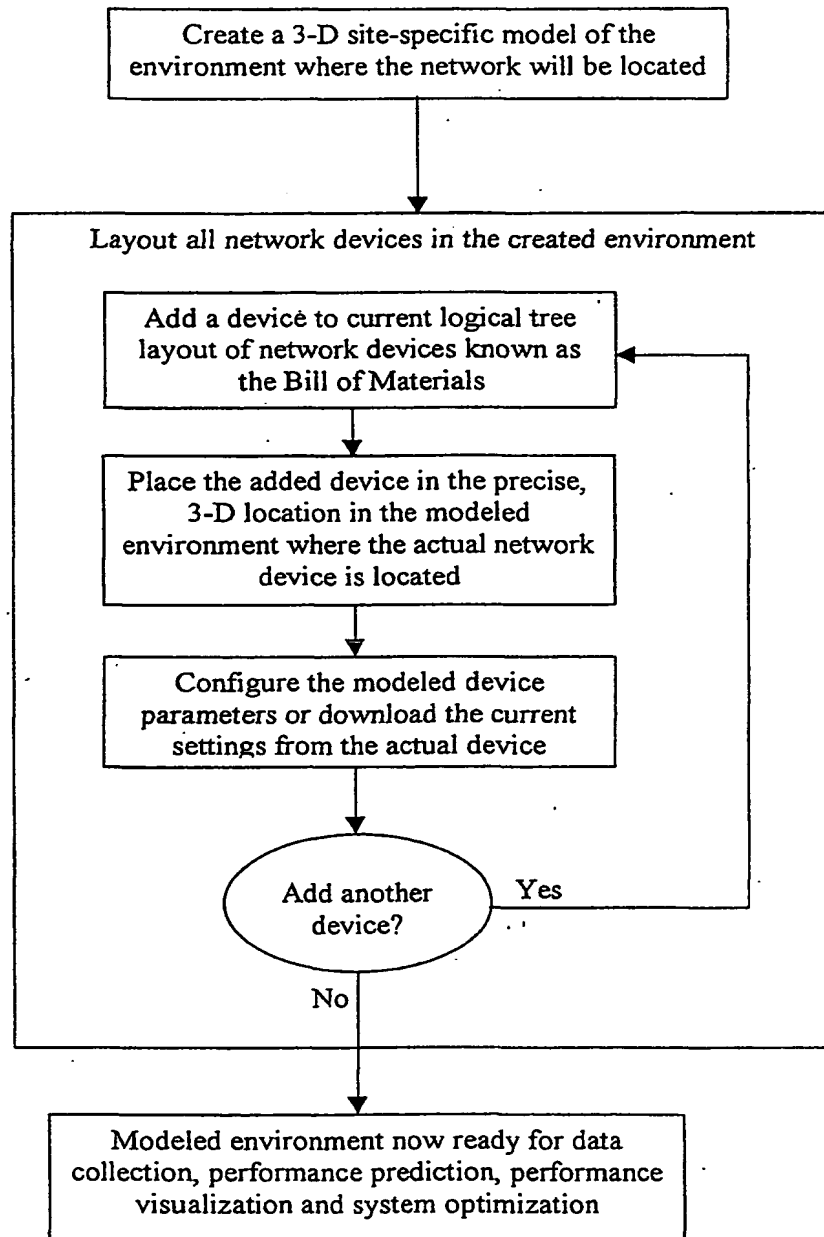 Create a 3-D site-specific model of the
environment where the network will be located
Layout all network devices in the created environment
Add a device to current logical tree
layout of network devices known as
the Bill of Materials
Place the added device in the precise,
3-D location in the modeled
environment where the actual network
device is located
Configure the modeled device
parameters or download the current
settings from the actual device
Add another
device?
Yes
No
Modeled environment now ready for data
collection, performance prediction, performance
visualization and system optimization